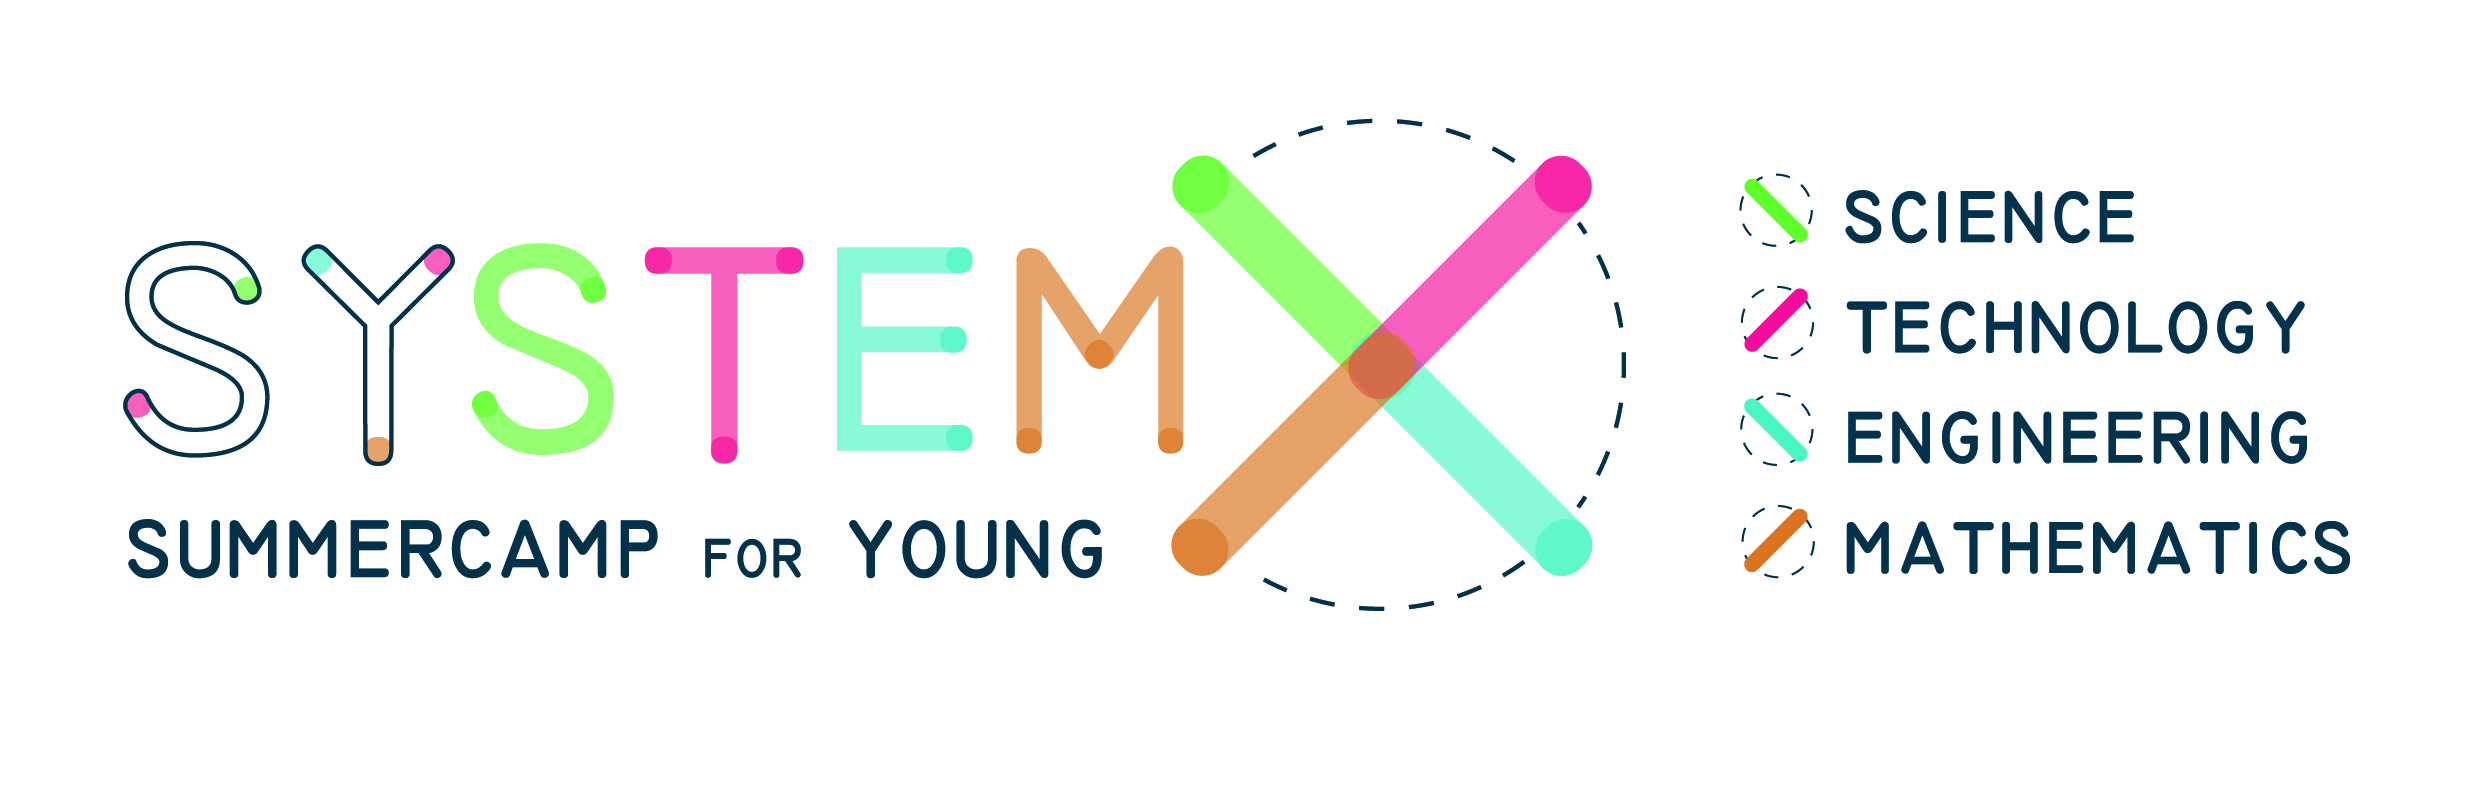 SYSTEMX
SUMMERCAMP FOR YOUNG
SCIENCE
TECHNOLOGY
ENGINEERING
MATHEMATICS